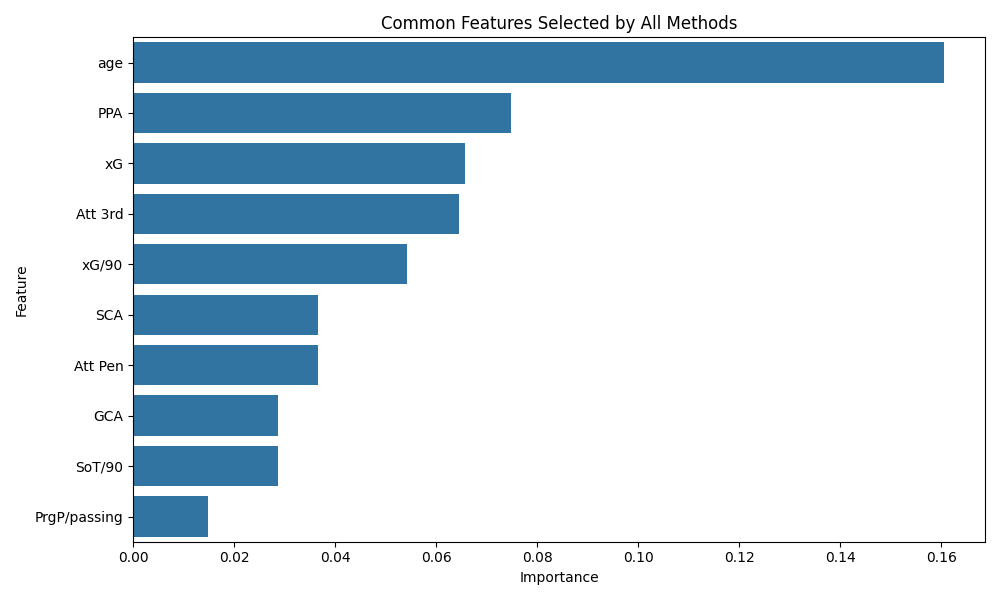 Common Features Selected by All Methods
Feature
age
PPA
xG
Att 3rd
xG/90
SCA
Att Pen
GCA
SoT/90
PrgP/passing
0.00 0.02 0.04 0.06 0.08 0.10 0.12 0.14 0.16
Importance